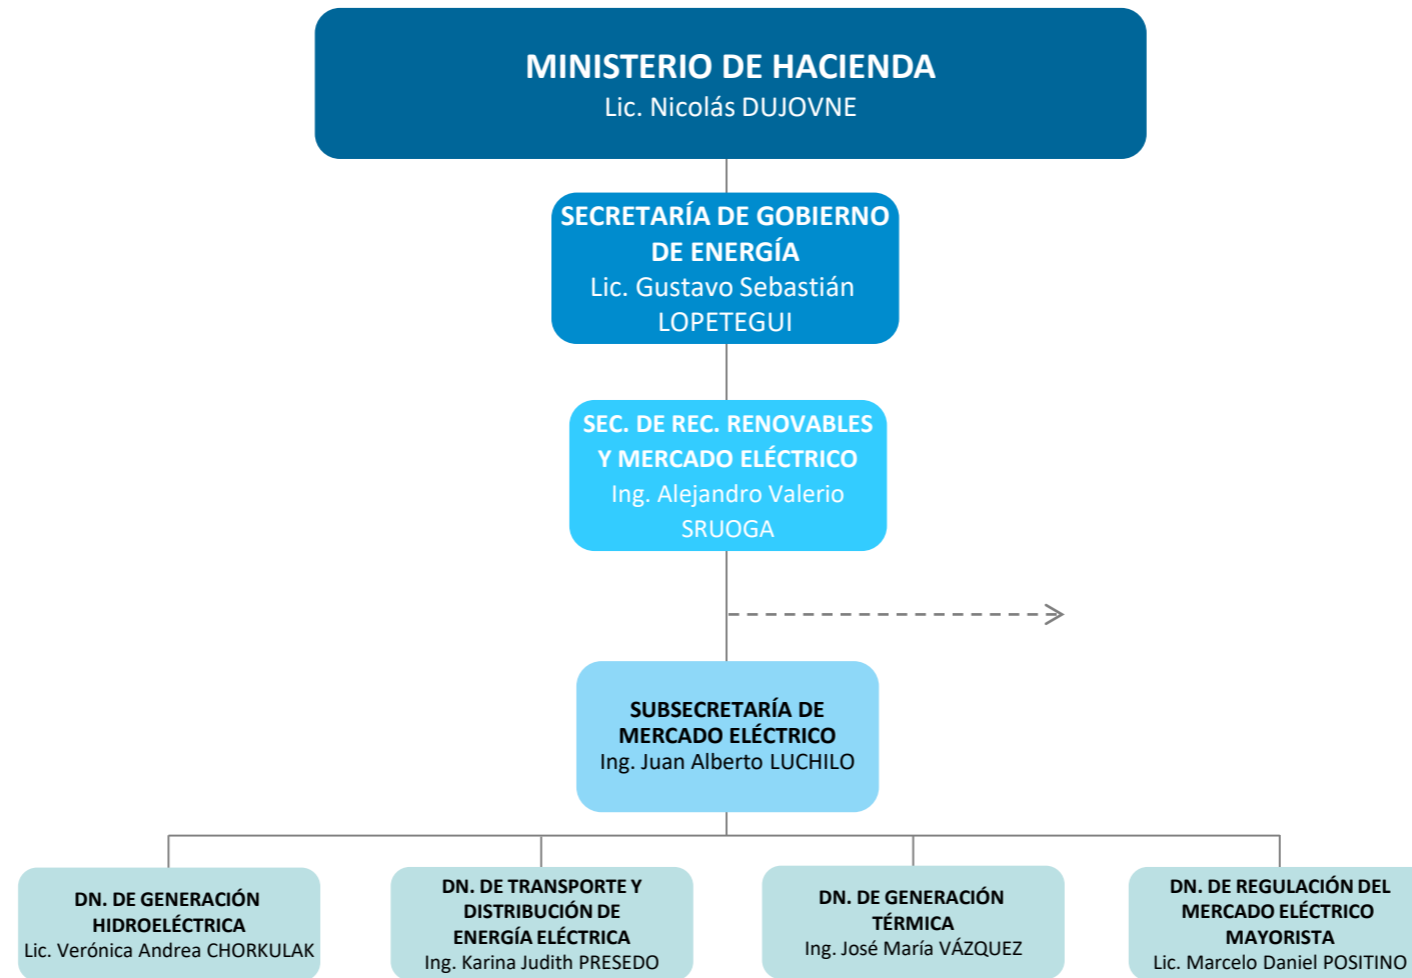 MINISTERIO DE HACIENDA
Lic. Nicolás DUJOVNE
SECRETARÍA DE GOBIERNO
DE ENERGÍA
Lic. Gustavo Sebastián
LOPETEGUI
SEC. DE REC. RENOVABLES
Y MERCADO ELÉCTRICO
Ing. Alejandro Valerio
SRUOGA
SUBSECRETARÍA DE
MERCADO ELÉCTRICO
Ing. Juan Alberto LUCHILO
DN. DE GENERACIÓN
HIDROELÉCTRICA
Lic. Verónica Andrea CHORKULAK
DN. DE TRANSPORTE Y
DISTRIBUCIÓN DE
ENERGÍA ELÉCTRICA
Ing. Karina Judith PRESEDO
DN. DE GENERACIÓN
TÉRMICA
Ing. José María VÁZQUEZ
DN. DE REGULACIÓN DEL
MERCADO ELÉCTRICO
MAYORISTA
Lic. Marcelo Daniel POSITINO